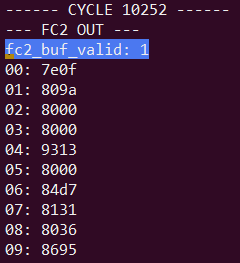 ------ CYCLE 10252 ------
--- FC2 OUT ---
fc2_buf_valid: 1
00: 7e0f
01: 809a
02: 8000
03: 8000
04: 9313
05: 8000
06: 84d7
07: 8131
08: 8036
09: 8695